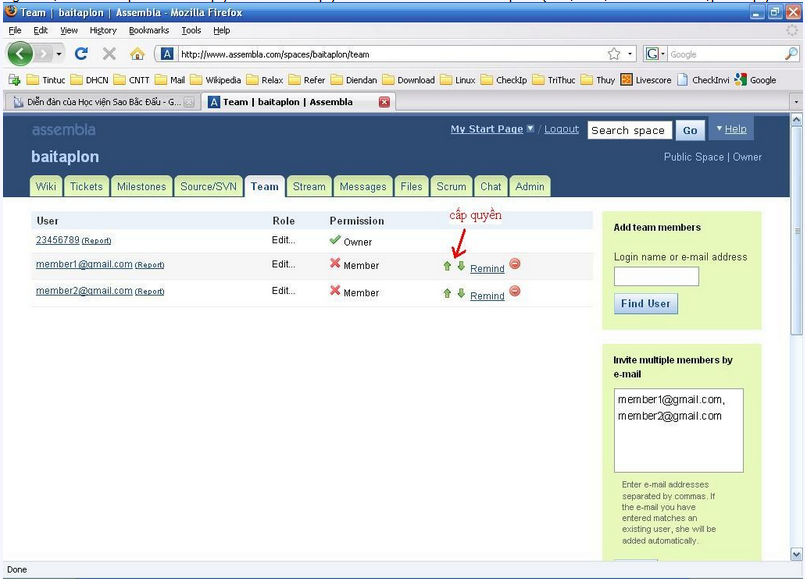 Team | baitaplon | Assembla - Mozilla Firefox
File Edit View History Bookmarks Tools Help
http://www.assembla.com/spaces/baitaplon/team
Google
Tintuc DHCN CNTT Mail Wikipedia Relax Refer Diendan Download Linux CheckIp TriThuc Thuy Livescore CheckInvi Google
Diễn đàn của Học viện Sao Bắc Đẩu - G... Team | baitaplon | Assembla
assembla
My Start Page / Logout Search space Go Help
baitaplon
Public Space | Owner
Wiki Tickets Milestones Source/SVN Team Stream Messages Files Scrum Chat Admin
User Role Permission
cấp quyền
23456789 (Report) Edit... Owner
member1@gmail.com (Report) Edit... Member Remind
member2@gmail.com (Report) Edit... Member Remind
Add team members
Login name or e-mail address
Find User
Invite multiple members by
e-mail
member1@gmail.com,
member2@gmail.com
Enter e-mail addresses
separated by commas. If
the e-mail you have
entered matches an
existing user, she will be
added automatically.
Done